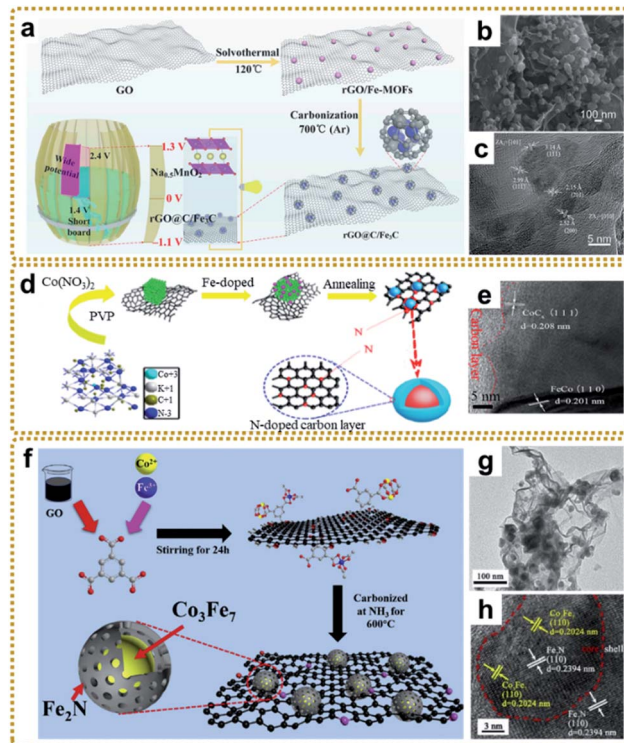 a
Solvothermal
120℃
GO
rGO/Fe-MOFs
Carbonization
700℃ (Ar)
Wide potential
2.4 V
1.4 V
Short
board
1.3 V
Na0.5MnO2
0 V
rGO@C/Fe3C
-1.1 V
rGO@C/Fe3C
b
100 nm
c
5 nm
d
Co(NO3)2
PVP
Fe-doped
Annealing
Co+3
K+1
C+1
N-3
N
N
N-doped carbon layer
e
CoCx (1 1 1)
d=0.208 nm
Carbon layer
5 nm
FeCo (1 1 0)
d=0.201 nm
f
GO
Co2+
Fe3+
Stirring for 24h
Carbonized
at NH3 for
600°C
Co3Fe7
Fe2N
g
100 nm
h
(110)
d=0.2024 nm
Fe2N
(110)
d=0.2394 nm
shell
(110)
d=0.2024 nm
Fe2N
(110)
d=0.2394 nm
3 nm